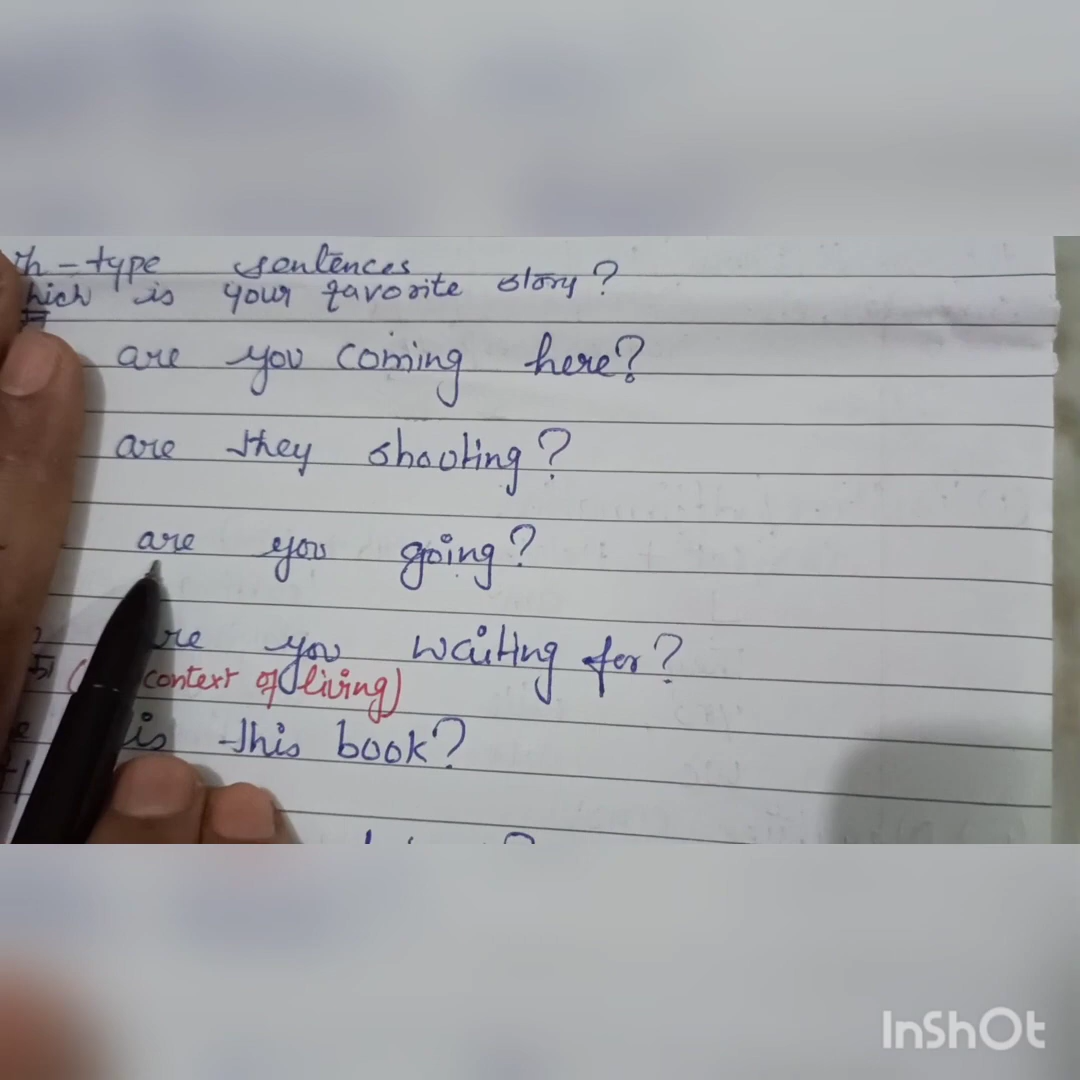 h-type sentences
hich is your favorite story?
are you coming here?
are they shooting?
are you going?
re you waiting for?
context of living)
is this book?
InShOt